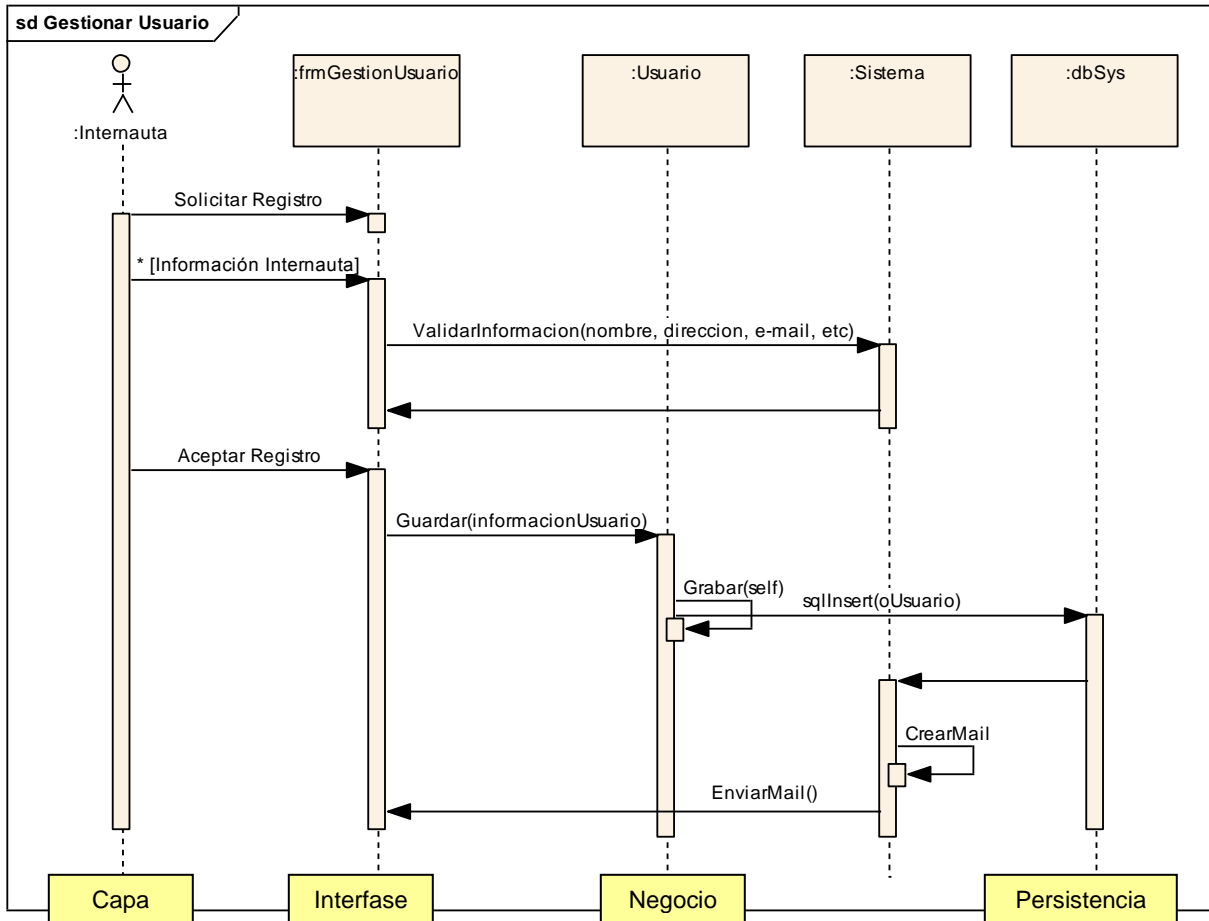 sd Gestionar Usuario
:Internauta
:frmGestionUsuario
:Usuario
:Sistema
:dbSys
Solicitar Registro
* [Información Internauta]
ValidarInformacion(nombre, direccion, e-mail, etc)
Aceptar Registro
Guardar(informacionUsuario)
Grabar(self)
sqlInsert(oUsuario)
CrearMail
EnviarMail()
Capa
Interfase
Negocio
Persistencia